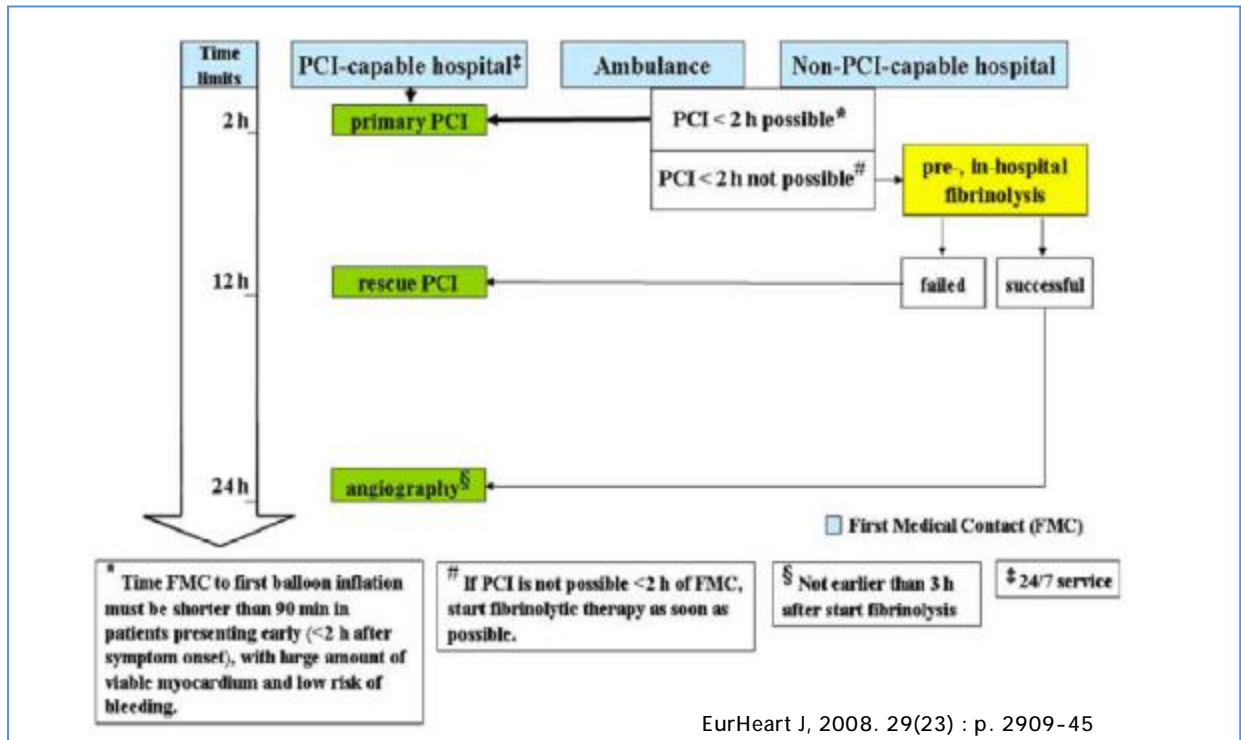 Time
limits
PCI-capable hospital‡
Ambulance
Non-PCI-capable hospital
2 h
primary PCI
PCI < 2 h possible*
PCI < 2 h not possible#
pre-, in-hospital
fibrinolysis
12 h
rescue PCI
failed
successful
24 h
angiography§
First Medical Contact (FMC)
* Time FMC to first balloon inflation
must be shorter than 90 min in
patients presenting early (<2 h after
symptom onset), with large amount of
viable myocardium and low risk of
bleeding.
# If PCI is not possible <2 h of FMC,
start fibrinolytic therapy as soon as
possible.
§ Not earlier than 3 h
after start fibrinolysis
‡ 24/7 service
EurHeart J, 2008. 29(23) : p. 2909-45